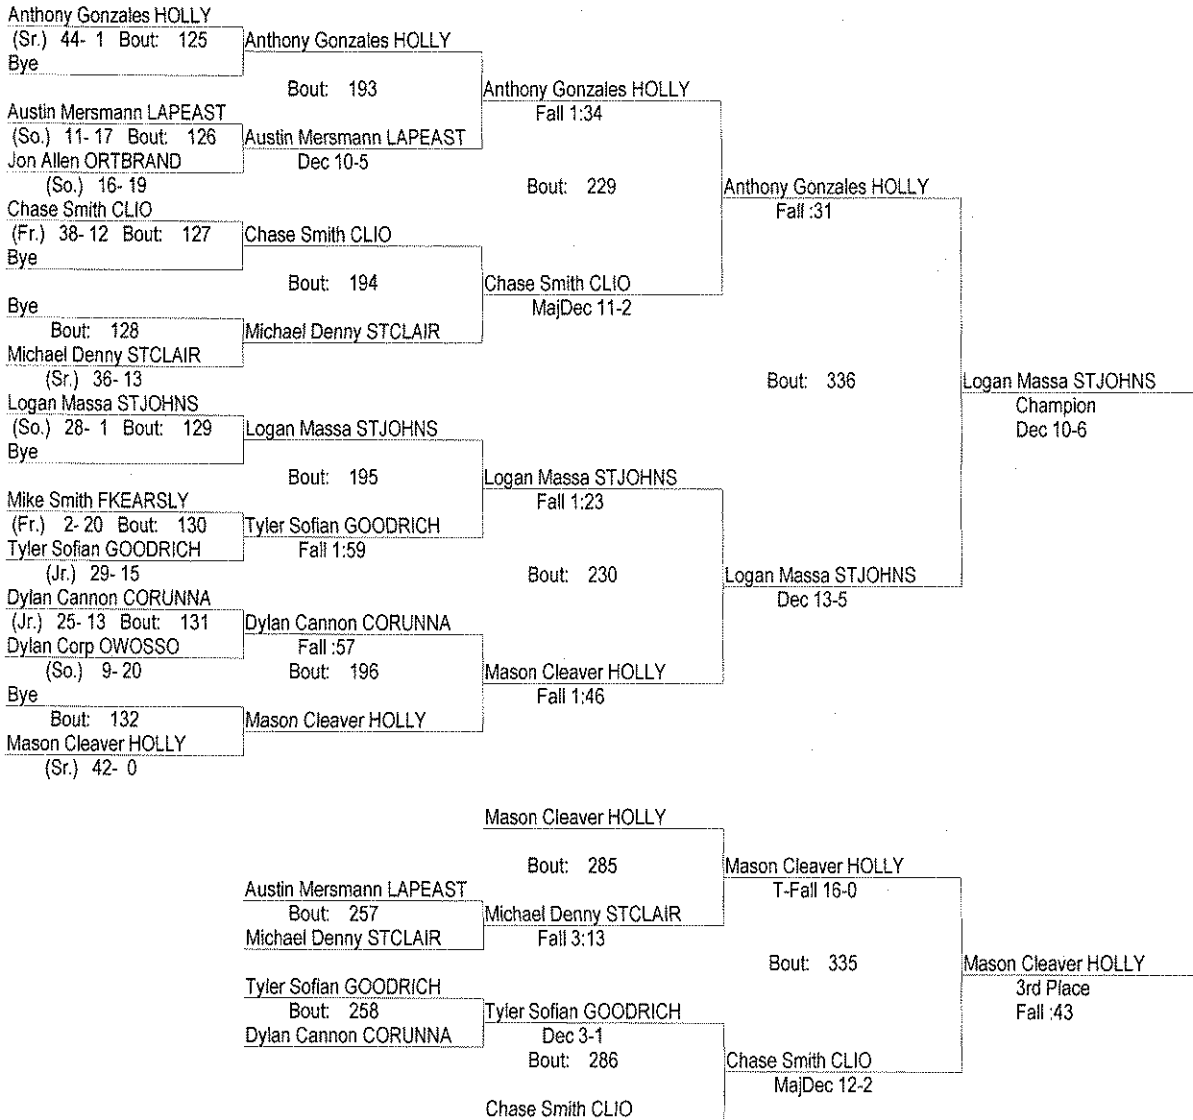 Anthony Gonzales HOLLY
(Sr.) 44- 1 Bout: 125
Bye
Anthony Gonzales HOLLY
Bout: 193
Anthony Gonzales HOLLY
Fall 1:34
Austin Mersmann LAPEAST
(So.) 11- 17 Bout: 126
Jon Allen ORTBRAND
(So.) 16- 19
Austin Mersmann LAPEAST
Dec 10-5
Bout: 229
Anthony Gonzales HOLLY
Fall :31
Chase Smith CLIO
(Fr.) 38- 12 Bout: 127
Bye
Chase Smith CLIO
Bout: 194
Chase Smith CLIO
MajDec 11-2
Bye
Bout: 128
Michael Denny STCLAIR
(Sr.) 36- 13
Michael Denny STCLAIR
Bout: 336
Logan Massa STJOHNS
Champion
Dec 10-6
Logan Massa STJOHNS
(So.) 28- 1 Bout: 129
Bye
Logan Massa STJOHNS
Bout: 195
Logan Massa STJOHNS
Fall 1:23
Mike Smith FKEARSLY
(Fr.) 2- 20 Bout: 130
Tyler Sofian GOODRICH
(Jr.) 29- 15
Tyler Sofian GOODRICH
Fall 1:59
Bout: 230
Logan Massa STJOHNS
Dec 13-5
Dylan Cannon CORUNNA
(Jr.) 25- 13 Bout: 131
Dylan Corp OWOSSO
(So.) 9- 20
Dylan Cannon CORUNNA
Fall :57
Bout: 196
Mason Cleaver HOLLY
Fall 1:46
Bye
Bout: 132
Mason Cleaver HOLLY
(Sr.) 42- 0
Mason Cleaver HOLLY
Mason Cleaver HOLLY
Bout: 285
Mason Cleaver HOLLY
T-Fall 16-0
Austin Mersmann LAPEAST
Bout: 257
Michael Denny STCLAIR
Michael Denny STCLAIR
Fall 3:13
Bout: 335
Mason Cleaver HOLLY
3rd Place
Fall :43
Tyler Sofian GOODRICH
Bout: 258
Dylan Cannon CORUNNA
Tyler Sofian GOODRICH
Dec 3-1
Bout: 286
Chase Smith CLIO
MajDec 12-2
Chase Smith CLIO